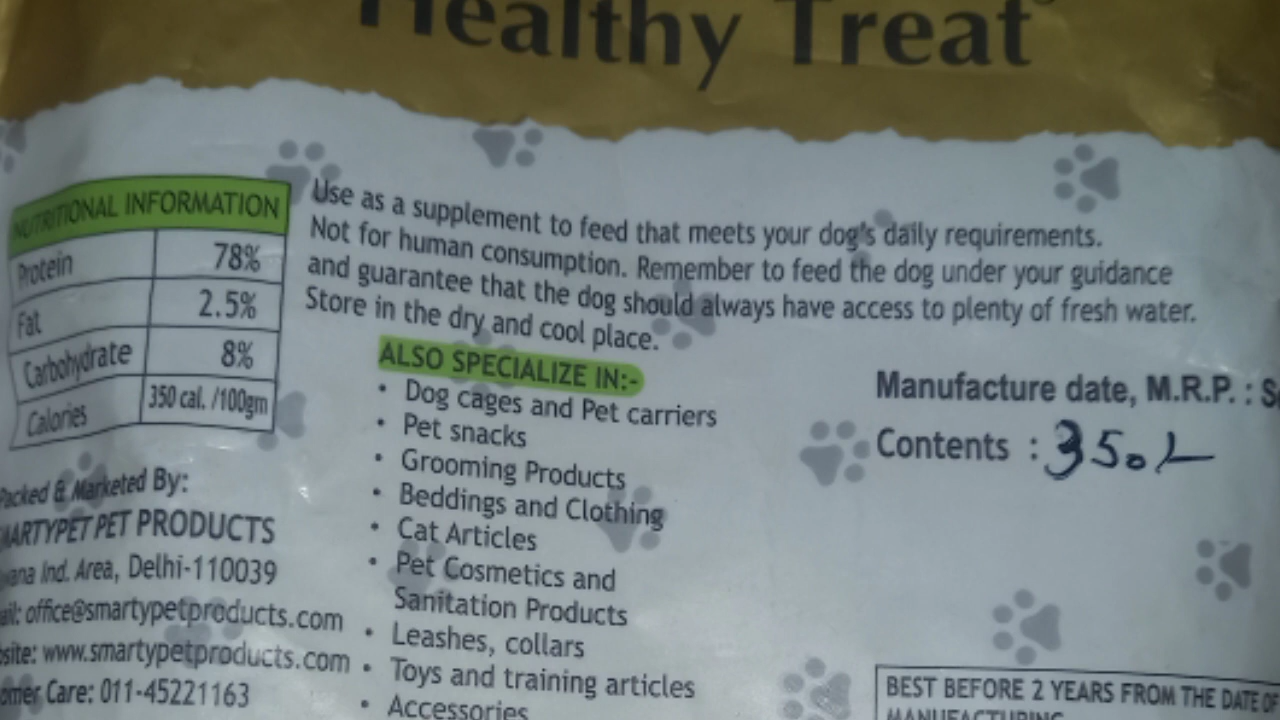 Healthy Treat
NUTRITIONAL INFORMATION
Protein 78%
Fat 2.5%
Carbohydrate 8%
Calories 350 cal. /100gm
Use as a supplement to feed that meets your dog's daily requirements.
Not for human consumption. Remember to feed the dog under your guidance
and guarantee that the dog should always have access to plenty of fresh water.
Store in the dry and cool place.
ALSO SPECIALIZE IN:-
• Dog cages and Pet carriers
• Pet snacks
• Grooming Products
• Beddings and Clothing
• Cat Articles
• Pet Cosmetics and
Sanitation Products
• Leashes, collars
• Toys and training articles
• Accessories
Packed & Marketed By:
MARTYPET PET PRODUCTS
Ind. Area, Delhi-110039
office@smartypetproducts.com
www.smartypetproducts.com
Care: 011-45221163
Manufacture date, M.R.P. :
Contents : 350/-
BEST BEFORE 2 YEARS FROM THE DATE OF
MANUFACTURING